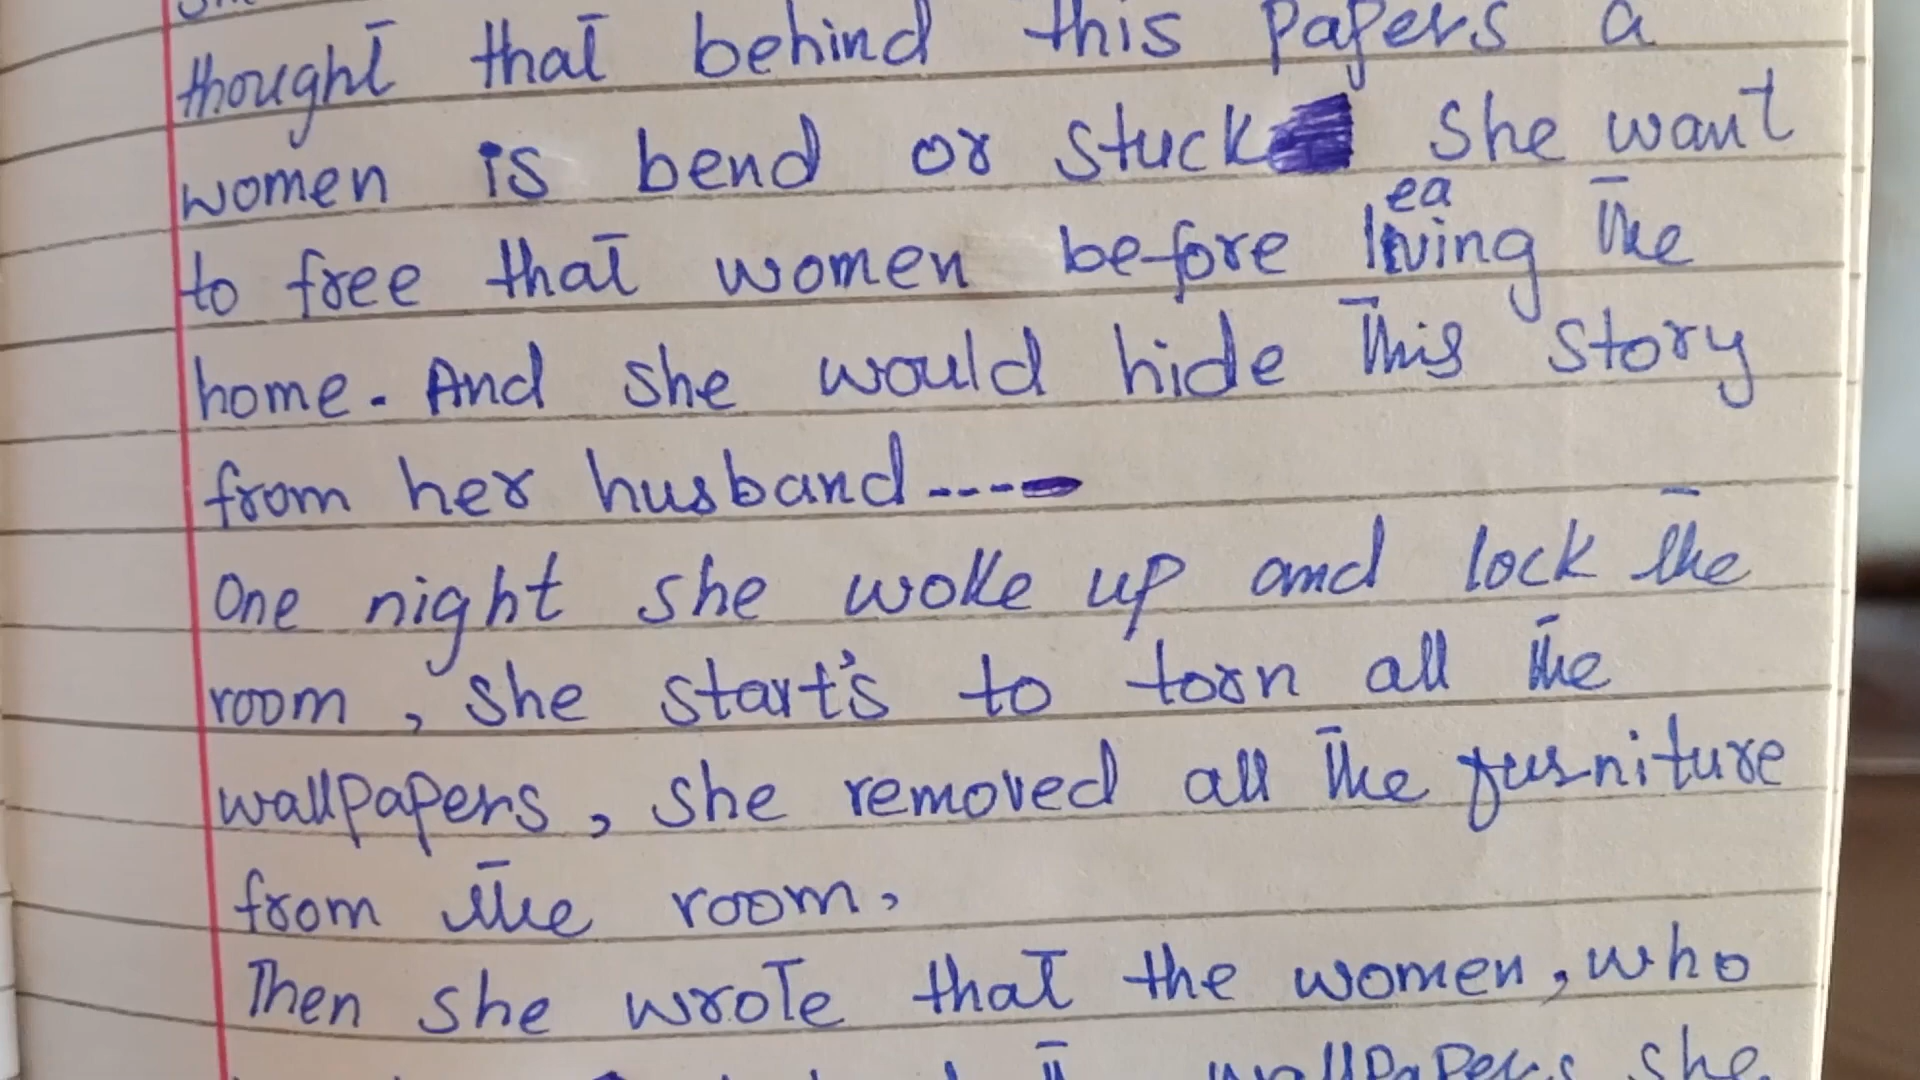 thought that behind this papers a
women is bend or stuck she want
to free that women before leaving the
home. And she would hide this story
from her husband ----
One night she woke up and lock the
room, she start's to torn all the
wallpapers, she removed all the furniture
from the room,
Then she wrote that the women, who
wallpapers she